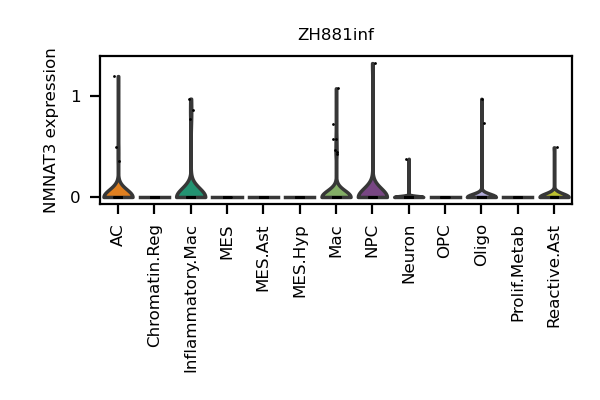 ZH881inf
NMNAT3 expression
1
0
AC
Chromatin.Reg
Inflammatory.Mac
MES
MES.Ast
MES.Hyp
Mac
NPC
Neuron
OPC
Oligo
Prolif.Metab
Reactive.Ast